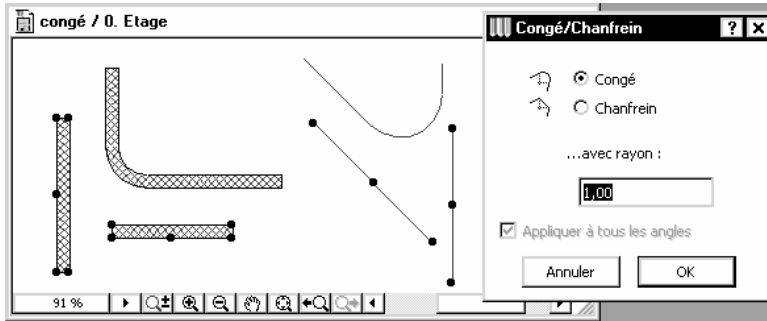 congé / 0. Etage
Congé/Chanfrein
Congé
Chanfrein
...avec rayon :
1,00
Appliquer à tous les angles
Annuler
OK
91 %